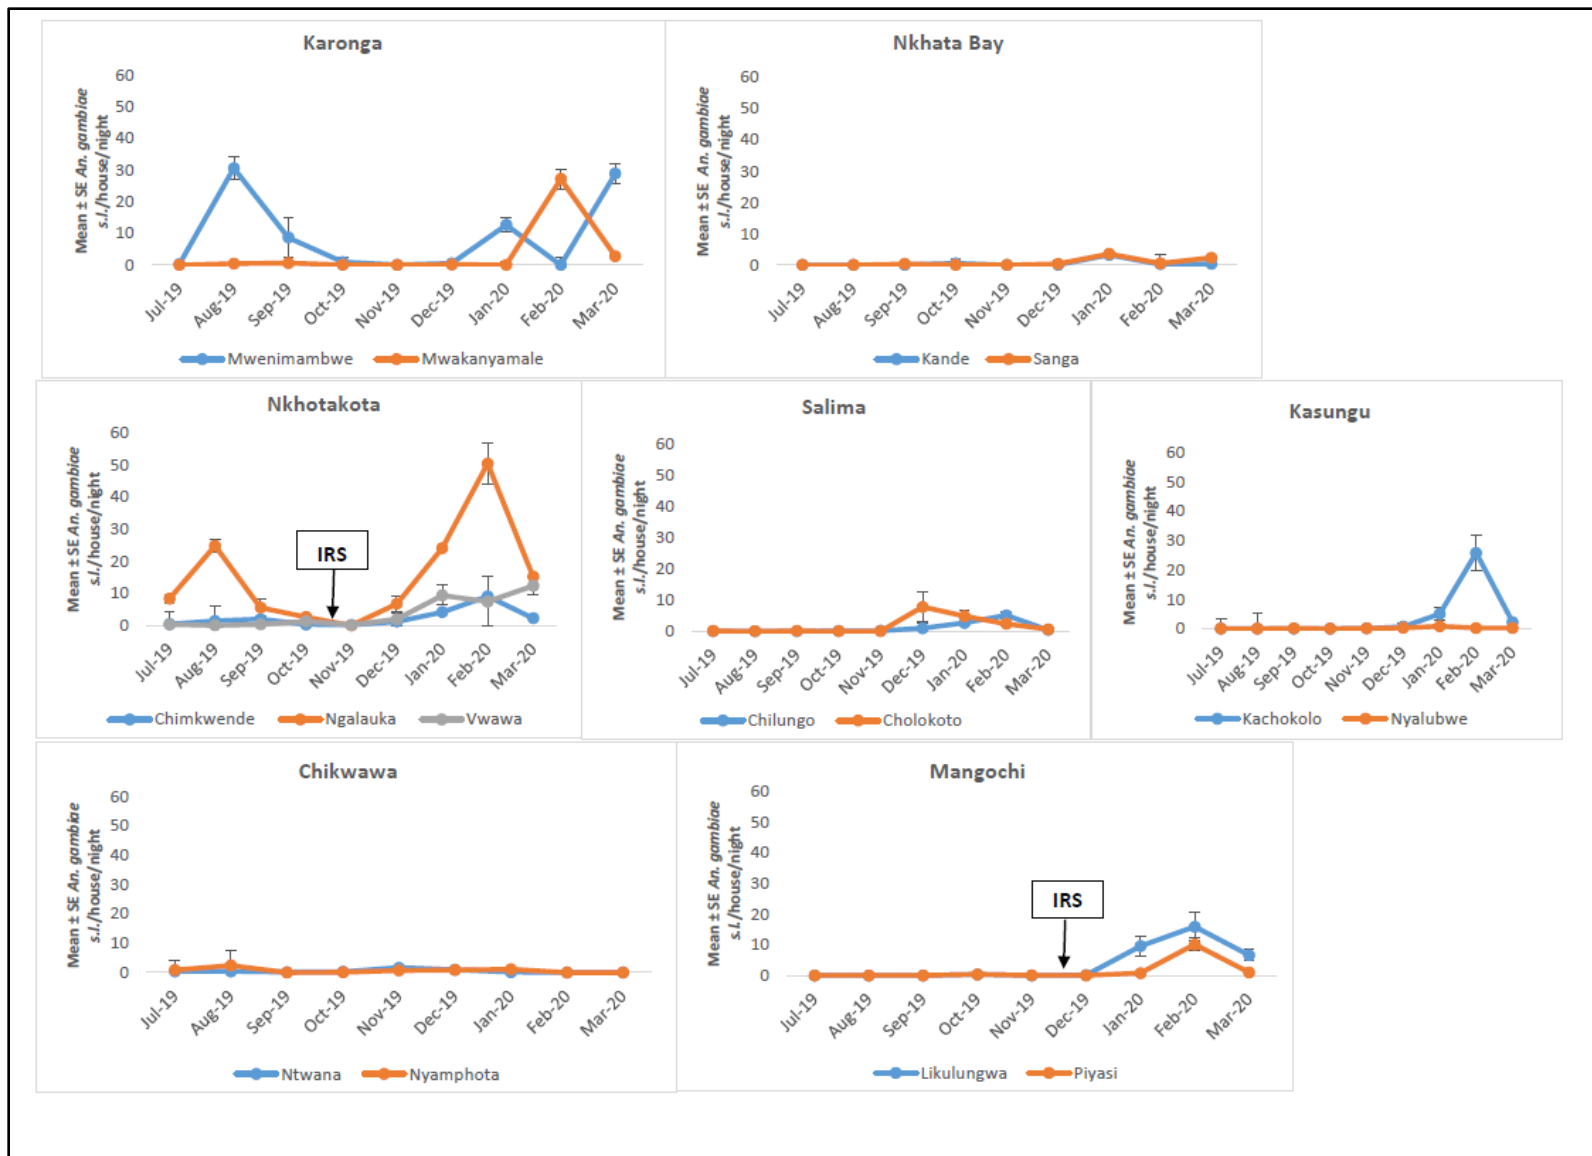 Karonga
Mean ± SE An. gambiae
s.l./house/night
60
50
40
30
20
10
0
Jul-19
Aug-19
Sep-19
Oct-19
Nov-19
Dec-19
Jan-20
Feb-20
Mar-20
Mwenimambwe
Mwakanyamale
Nkhata Bay
Mean ± SE An. gambiae
s.l./house/night
60
50
40
30
20
10
0
Jul-19
Aug-19
Sep-19
Oct-19
Nov-19
Dec-19
Jan-20
Feb-20
Mar-20
Kande
Sanga
Nkhotakota
Mean ± SE An. gambiae
s.l./house/night
60
50
40
30
20
10
0
IRS
Jul-19
Aug-19
Sep-19
Oct-19
Nov-19
Dec-19
Jan-20
Feb-20
Mar-20
Chimkwende
Ngalauka
Vwawa
Salima
Mean ± SE An. gambiae
s.l./house/night
60
50
40
30
20
10
0
Jul-19
Aug-19
Sep-19
Oct-19
Nov-19
Dec-19
Jan-20
Feb-20
Mar-20
Chilungo
Cholokoto
Kasungu
Mean ± SE An. gambiae
s.l./house/night
60
50
40
30
20
10
0
Jul-19
Aug-19
Sep-19
Oct-19
Nov-19
Dec-19
Jan-20
Feb-20
Mar-20
Kachokolo
Nyalubwe
Chikwawa
Mean ± SE An. gambiae
s.l./house/night
60
50
40
30
20
10
0
Jul-19
Aug-19
Sep-19
Oct-19
Nov-19
Dec-19
Jan-20
Feb-20
Mar-20
Ntwana
Nyamphota
Mangochi
Mean ± SE An. gambiae
s.l./house/night
60
50
40
30
20
10
0
IRS
Jul-19
Aug-19
Sep-19
Oct-19
Nov-19
Dec-19
Jan-20
Feb-20
Mar-20
Likulungwa
Piyasi